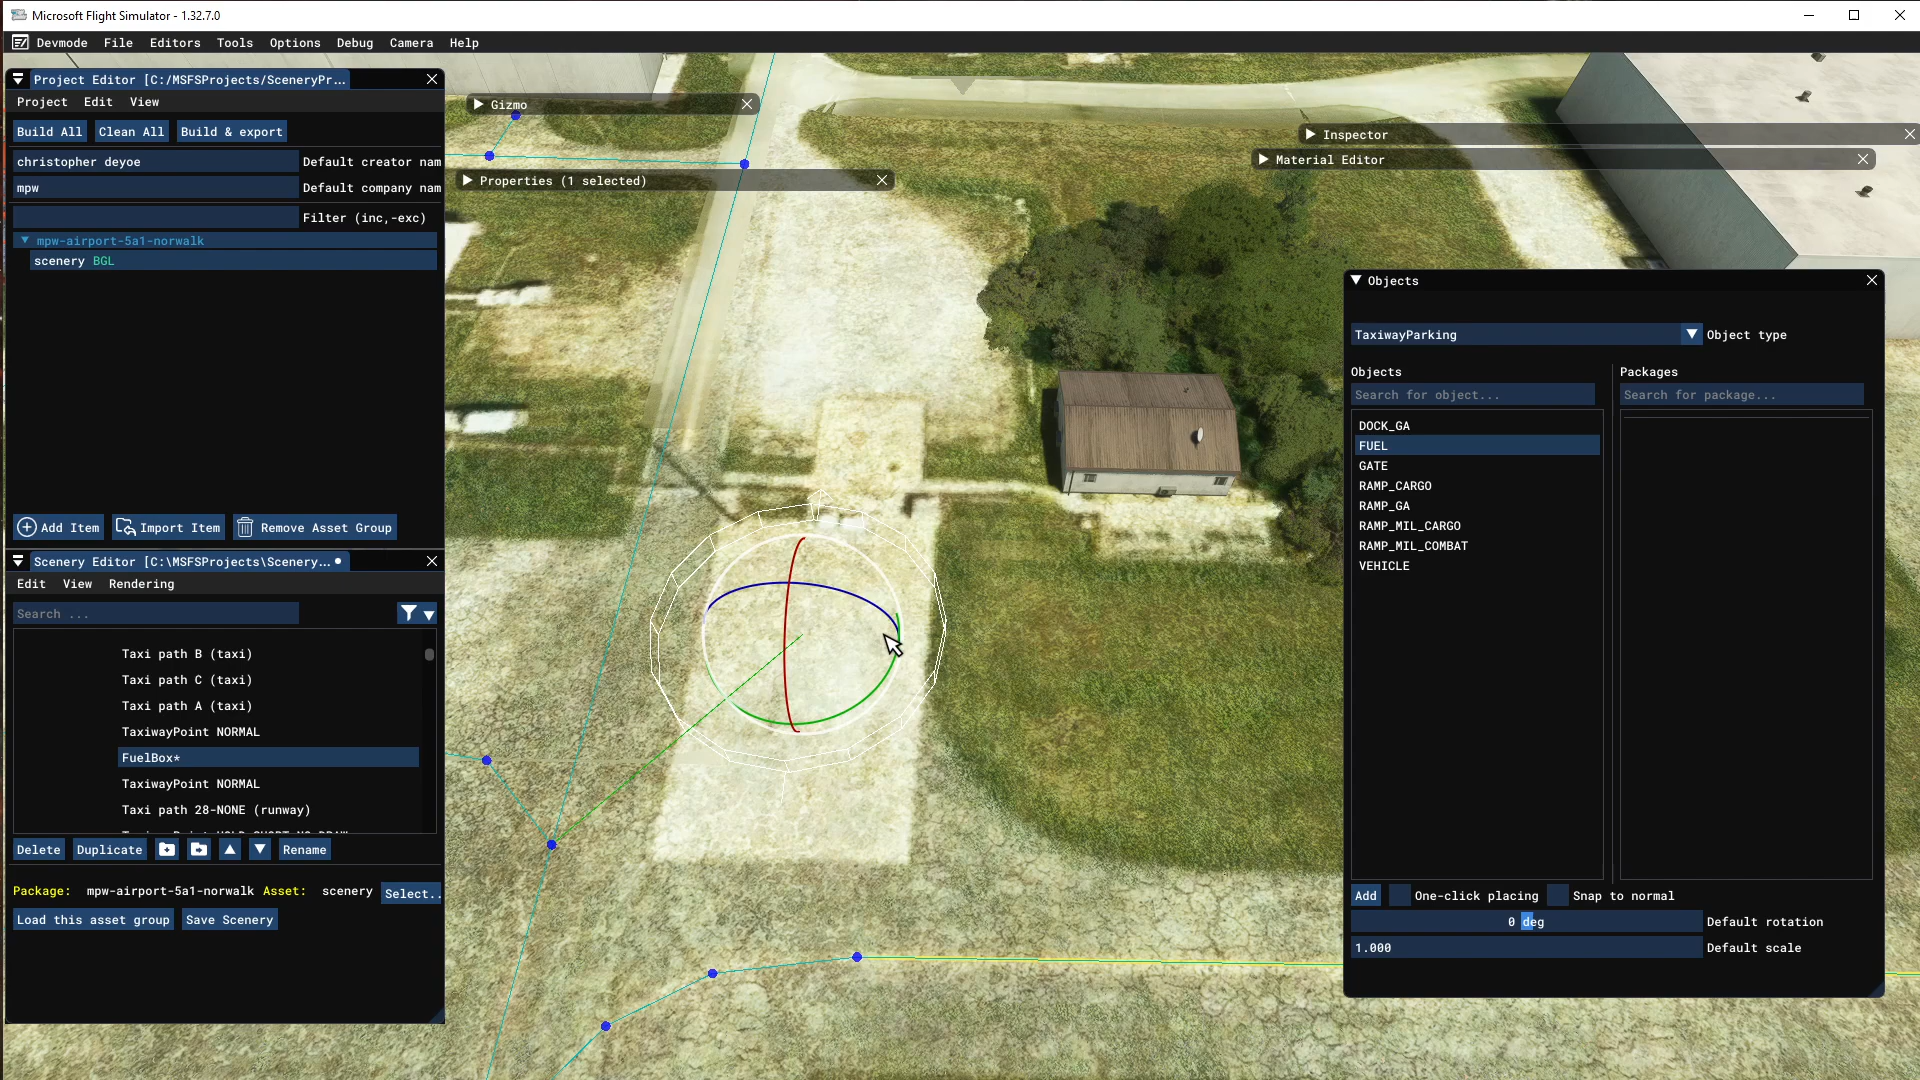 Microsoft Flight Simulator - 1.32.7.0
Devmode File Editors Tools Options Debug Camera Help
Project Editor [C:/MSFSProjects/SceneryPr...
Project Edit View
Build All Clean All Build & export
christopher deyoe Default creator nam
mpw Default company nam
Filter (inc,-exc)
mpw-airport-5a1-norwalk
scenery BGL
Add Item Import Item Remove Asset Group
Scenery Editor [C:\MSFSProjects\Scenery...
Edit View Rendering
Search ...
Taxi path B (taxi)
Taxi path C (taxi)
Taxi path A (taxi)
TaxiwayPoint NORMAL
FuelBox*
TaxiwayPoint NORMAL
Taxi path 28-NONE (runway)
Delete Duplicate Rename
Package: mpw-airport-5a1-norwalk Asset: scenery Select..
Load this asset group Save Scenery
Gizmo
Properties (1 selected)
Inspector
Material Editor
Objects
TaxiwayParking Object type
Objects Packages
Search for object... Search for package...
DOCK_GA
FUEL
GATE
RAMP_CARGO
RAMP_GA
RAMP_MIL_CARGO
RAMP_MIL_COMBAT
VEHICLE
Add One-click placing Snap to normal
0 deg Default rotation
1.000 Default scale